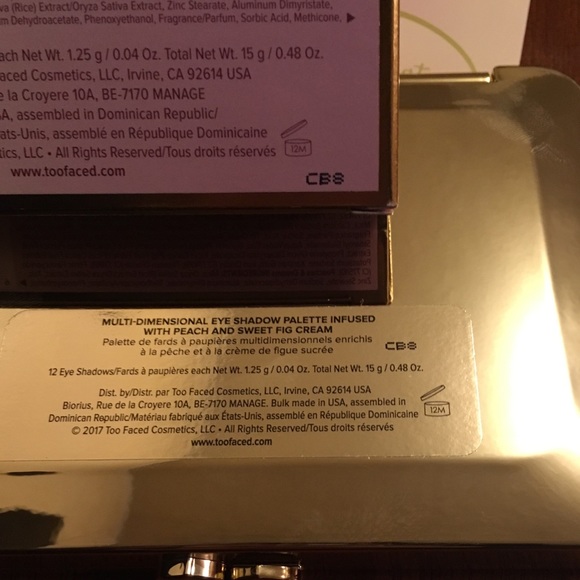 va (Rice) Extract/Oryza Sativa Extract, Zinc Stearate, Aluminum Dimyristate,
m Dehydroacetate, Phenoxyethanol, Fragrance/Parfum, Sorbic Acid, Methicone,
ach Net Wt. 1.25 g / 0.04 Oz. Total Net Wt. 15 g / 0.48 Oz.
aced Cosmetics, LLC, Irvine, CA 92614 USA
e la Croyere 10A, BE-7170 MANAGE
A, assembled in Dominican Republic/
ats-Unis, assemblé en République Dominicaine
tics, LLC • All Rights Reserved/Tous droits réservés
12M
www.toofaced.com
CB8
MULTI-DIMENSIONAL EYE SHADOW PALETTE INFUSED
WITH PEACH AND SWEET FIG CREAM
Palette de fards à paupières multidimensionnels enrichis
à la pêche et à la crème de figue sucrée
CB8
12 Eye Shadows/Fards à paupières each Net Wt. 1.25 g / 0.04 Oz. Total Net Wt. 15 g / 0.48 Oz.
Dist. by/Distr. par Too Faced Cosmetics, LLC, Irvine, CA 92614 USA
Biorius, Rue de la Croyere 10A, BE-7170 MANAGE. Bulk made in USA, assembled in
Dominican Republic/Matériau fabriqué aux États-Unis, assemblé en République Dominicaine
12M
© 2017 Too Faced Cosmetics, LLC • All Rights Reserved/Tous droits réservés
www.toofaced.com